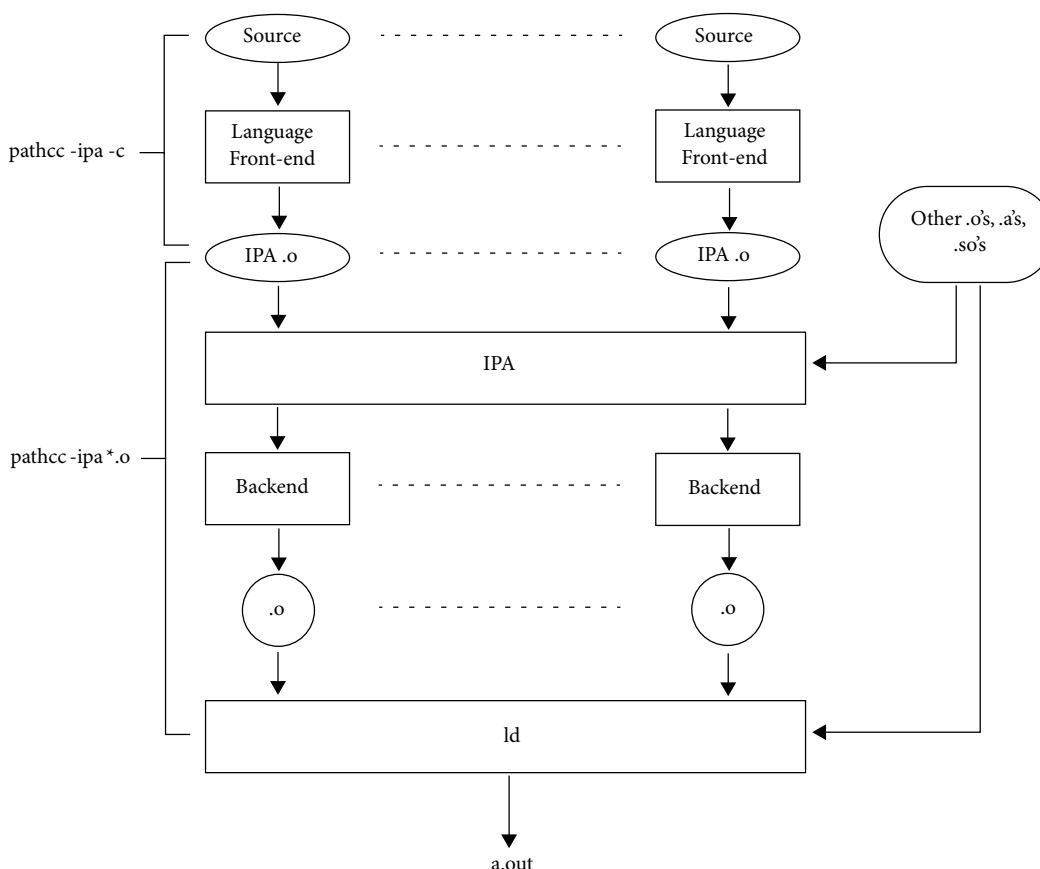 Source
Source
Language
Front-end
Language
Front-end
pathcc -ipa -c
Other .o's, .a's,
.so's
IPA .o
IPA .o
IPA
pathcc -ipa *.o
Backend
Backend
.o
.o
ld
a.out